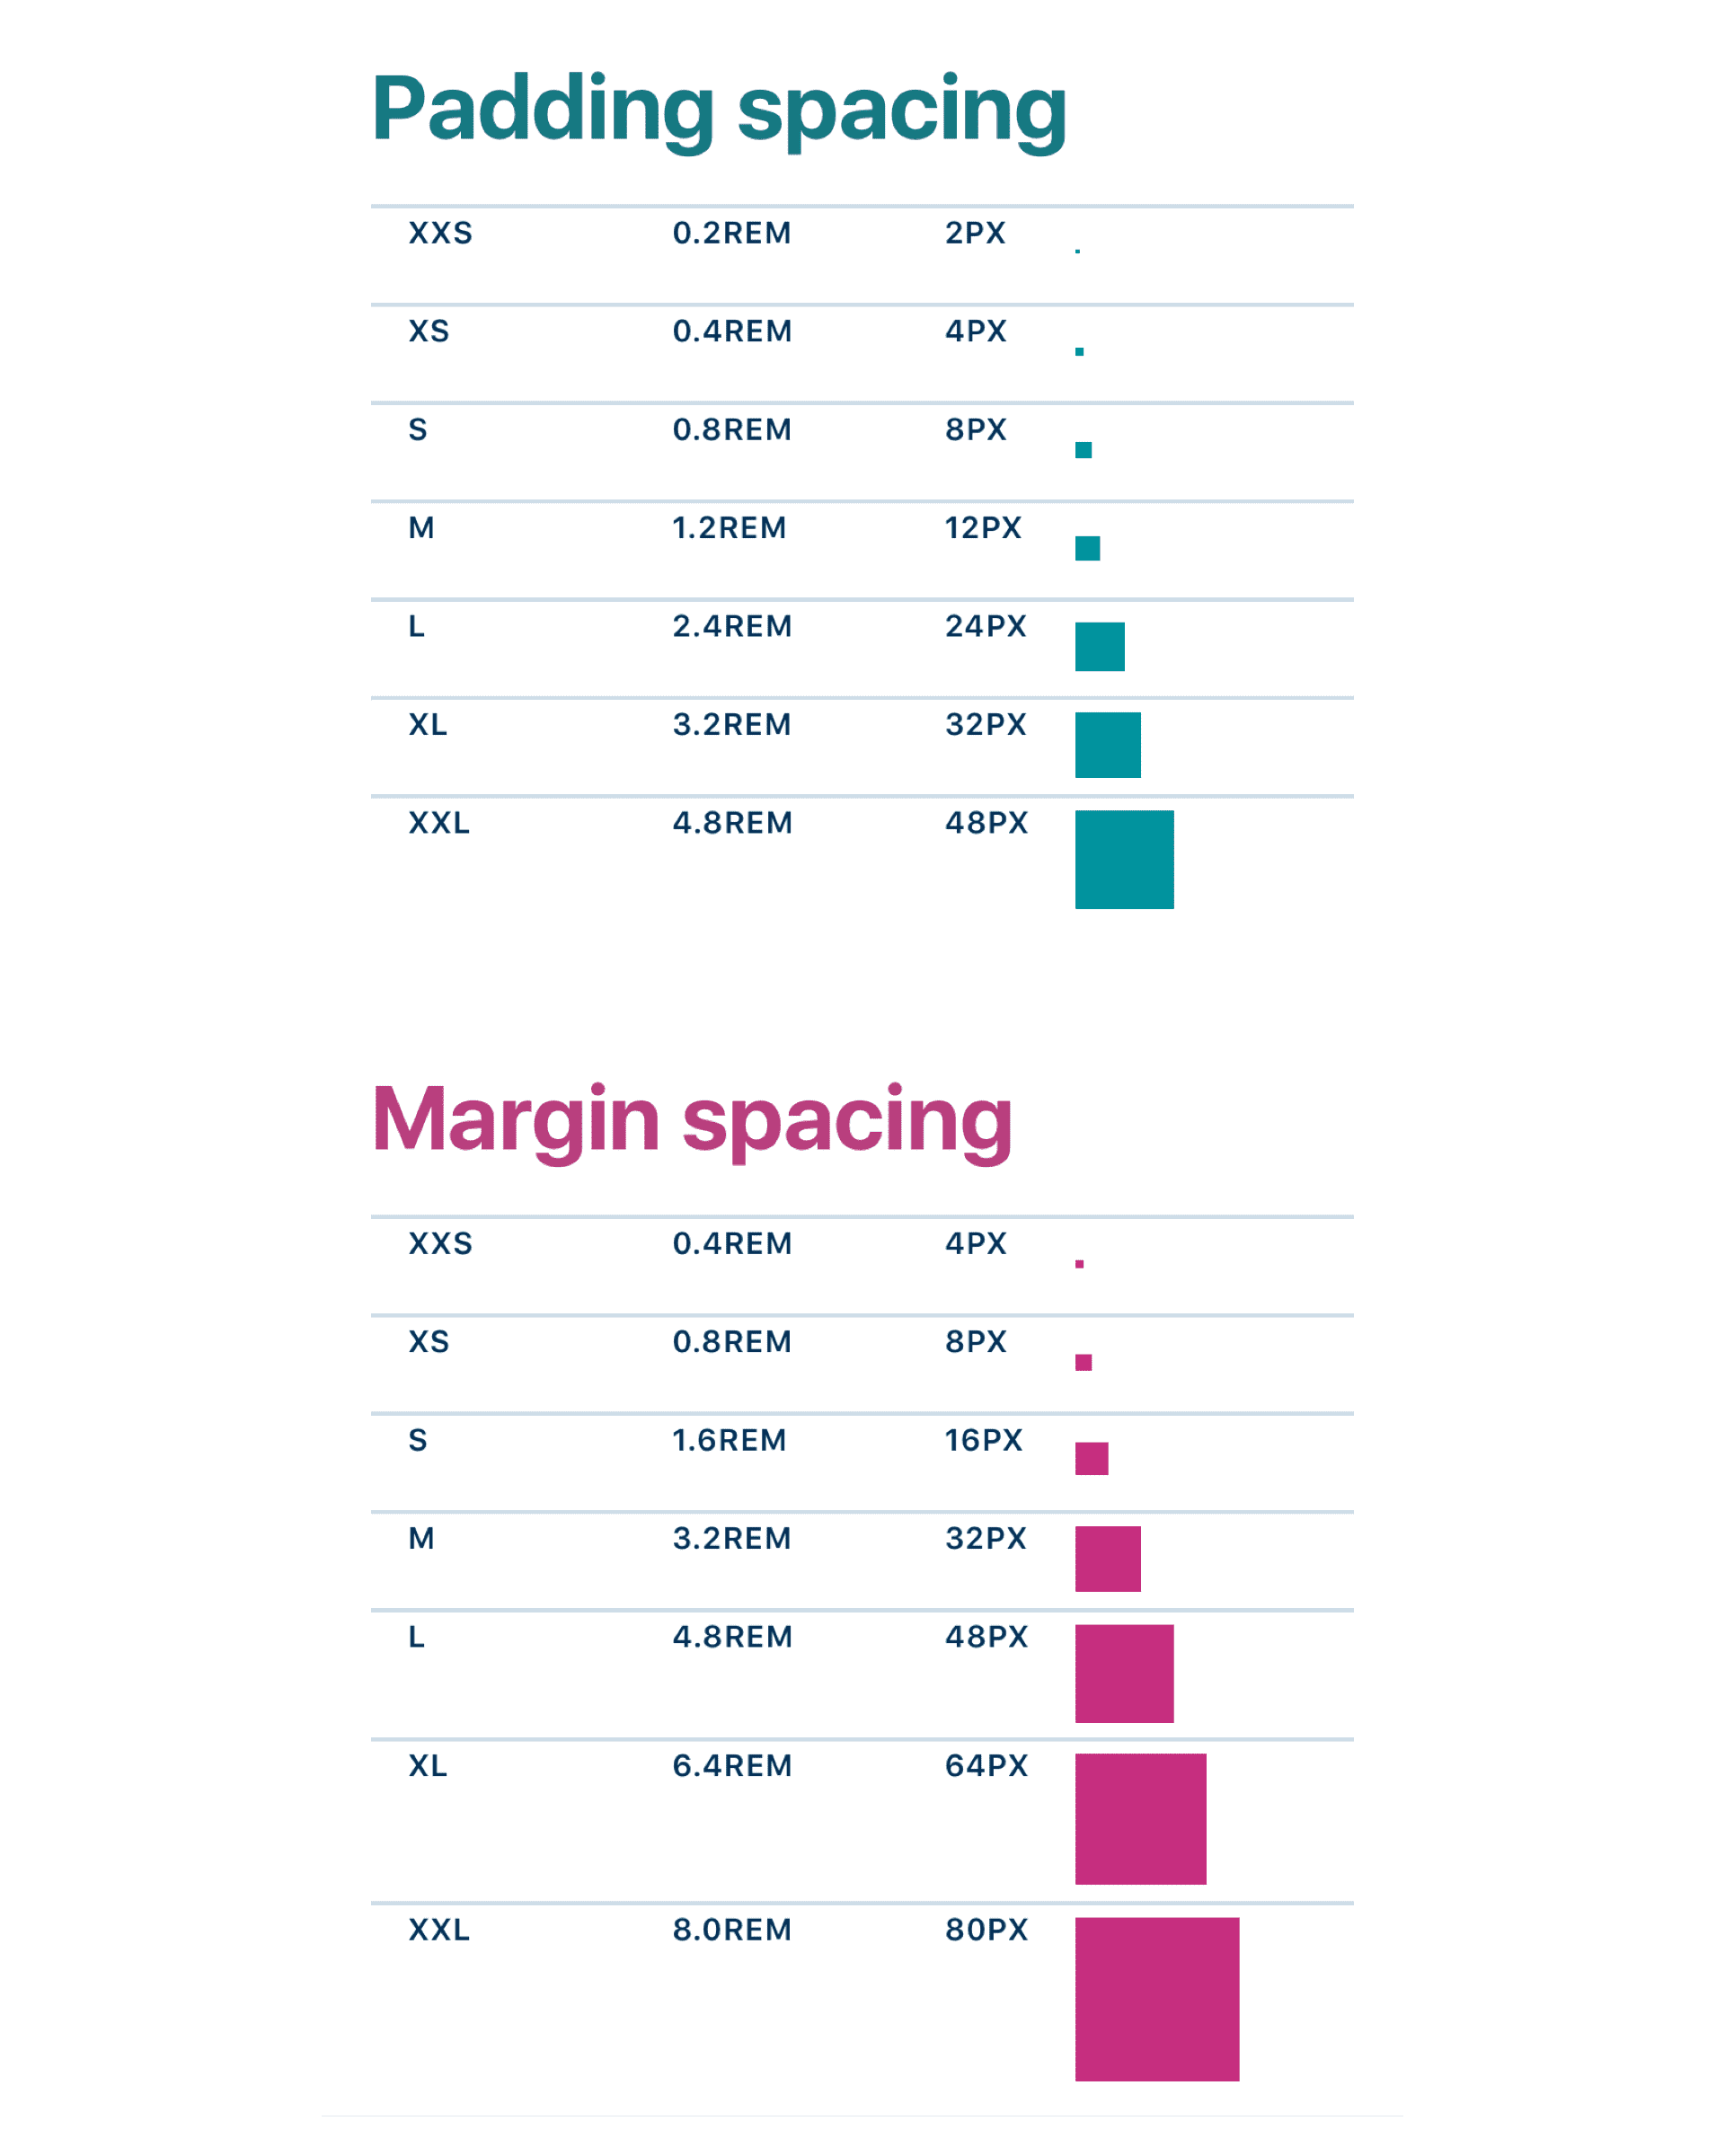 Padding spacing
XXS 0.2REM 2PX
XS 0.4REM 4PX
S 0.8REM 8PX
M 1.2REM 12PX
L 2.4REM 24PX
XL 3.2REM 32PX
XXL 4.8REM 48PX
Margin spacing
XXS 0.4REM 4PX
XS 0.8REM 8PX
S 1.6REM 16PX
M 3.2REM 32PX
L 4.8REM 48PX
XL 6.4REM 64PX
XXL 8.0REM 80PX